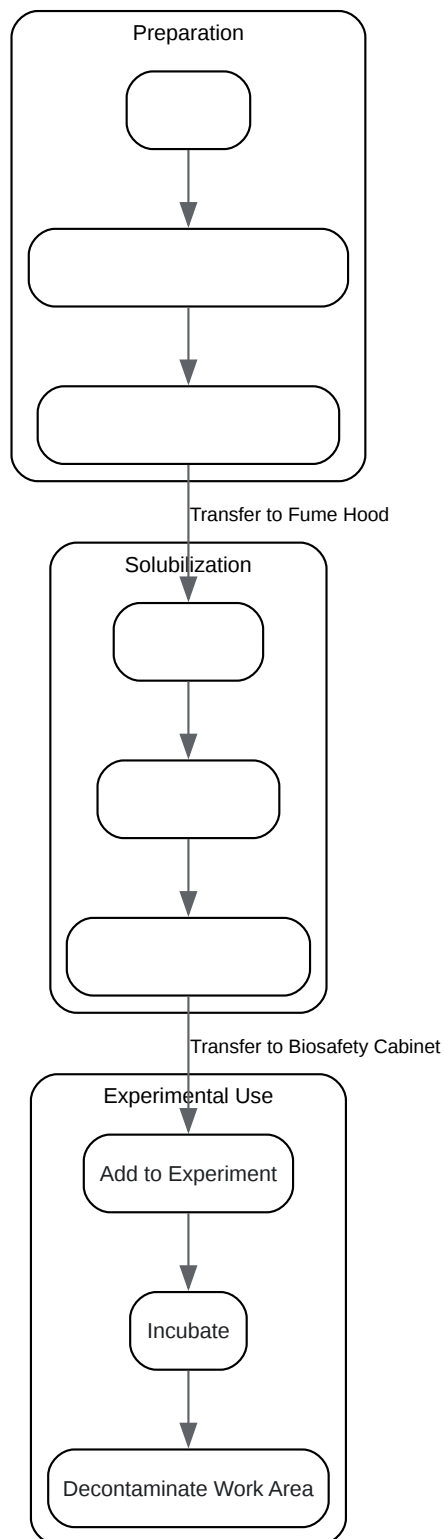 Preparation
Transfer to Fume Hood
Solubilization
Transfer to Biosafety Cabinet
Experimental Use
Add to Experiment
Incubate
Decontaminate Work Area